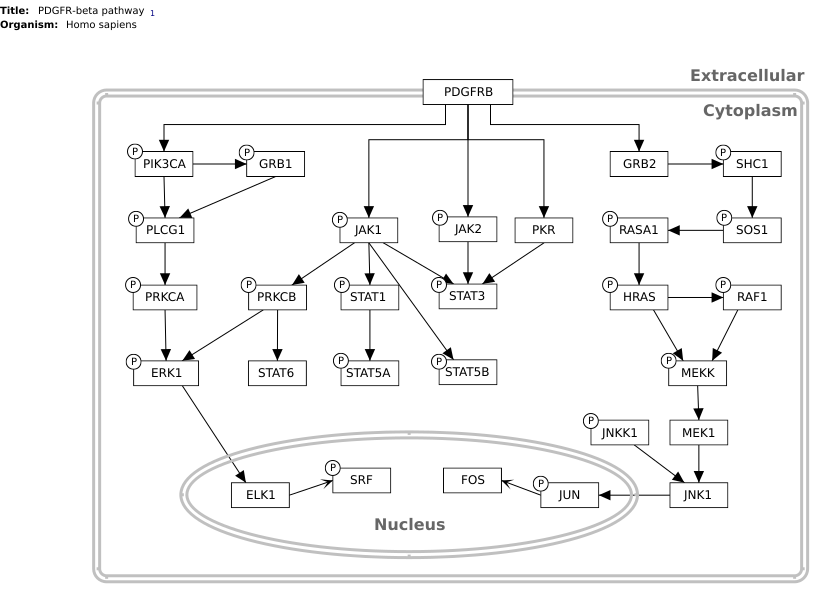 Title: PDGFR-beta pathway 1
Organism: Homo sapiens
Extracellular
PDGFRB
Cytoplasm
P P P
PIK3CA GRB1 GRB2 SHC1
P P P P P
PLCG1 JAK1 JAK2 PKR RASA1 SOS1
P P P P P P
PRKCA PRKCB STAT1 STAT3 HRAS RAF1
P P P P
ERK1 STAT6 STAT5A STAT5B MEKK
P
JNKK1 MEK1
P P
SRF FOS
ELK1 JUN JNK1
Nucleus